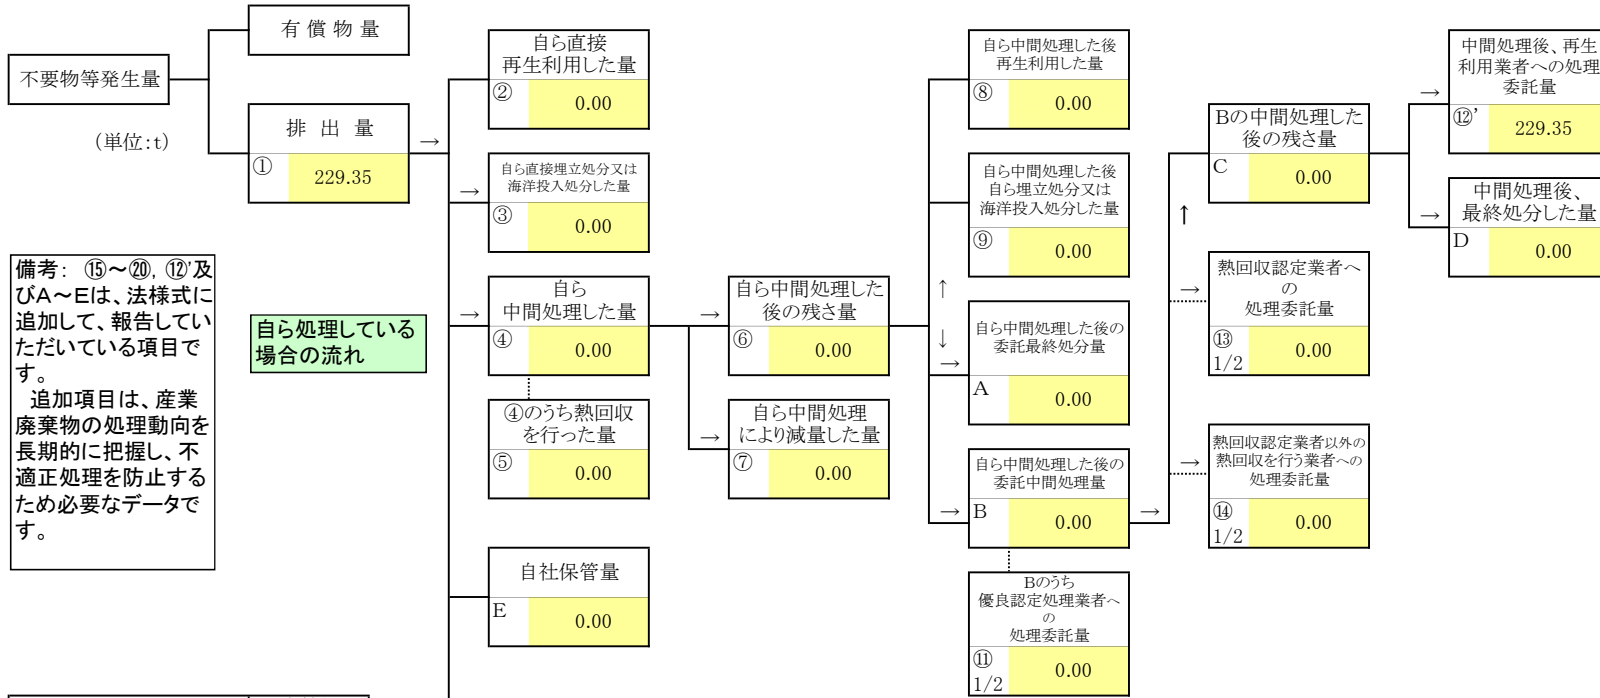 不要物等発生量
(単位:t)
有 償 物 量
排 出 量
→
①
229.35
備考: ⑮～⑳, ⑫'及
びA～Eは、法様式に
追加して、報告してい
ただいている項目で
す。
追加項目は、産業
廃棄物の処理動向を
長期的に把握し、不
適正処理を防止する
ため必要なデータで
す。
自ら処理している
場合の流れ
自ら直接
再生利用した量
②
0.00
→
自ら直接埋立処分又は
海洋投入処分した量
③
0.00
→
自ら
中間処理した量
④
0.00
④のうち熱回収
を行った量
⑤
0.00
自社保管量
E
0.00
→
自ら中間処理した
後の残さ量
⑥
0.00
→
自ら中間処理
により減量した量
⑦
0.00
自ら中間処理した後
再生利用した量
⑧
0.00
自ら中間処理した後
自ら埋立処分又は
海洋投入処分した量
⑨
0.00
↑
↓
→
自ら中間処理した後の
委託最終処分量
A
0.00
→
自ら中間処理した後の
委託中間処理量
B
0.00
→
Bのうち
優良認定処理業者へ
の
処理委託量
⑪
1/2
0.00
Bの中間処理した
後の残さ量
C
0.00
↑
→
熱回収認定業者へ
の
処理委託量
⑬
1/2
0.00
→
熱回収認定業者以外の
熱回収を行う業者への
処理委託量
⑭
1/2
0.00
→
中間処理後、再生
利用業者への処理
委託量
⑫'
229.35
→
中間処理後、
最終処分した量
D
0.00